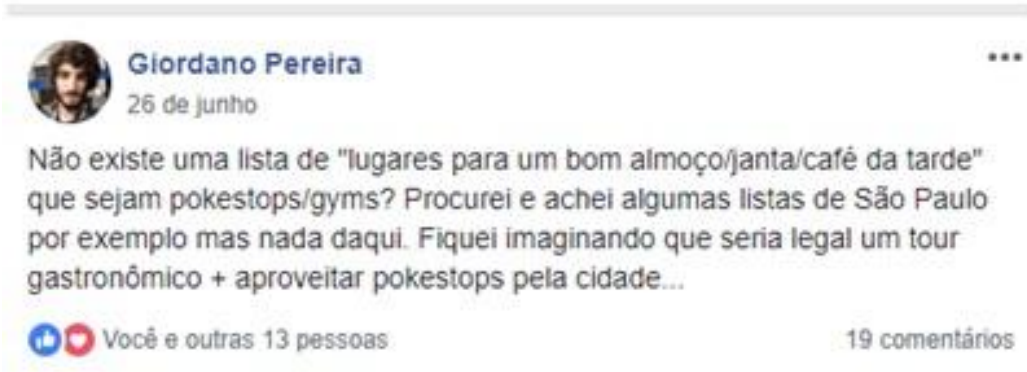 Giordano Pereira
26 de junho
Não existe uma lista de "lugares para um bom almoço/janta/café da tarde"
que sejam pokestops/gyms? Procurei e achei algumas listas de São Paulo
por exemplo mas nada daqui. Fiquei imaginando que seria legal um tour
gastronômico + aproveitar pokestops pela cidade...
Você e outras 13 pessoas
19 comentários